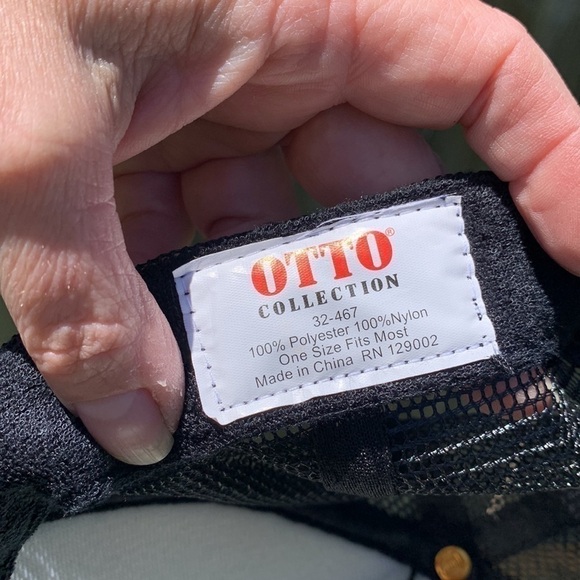 OTTO®
COLLECTION
32-467
100% Polyester 100%Nylon
One Size Fits Most
Made in China RN 129002